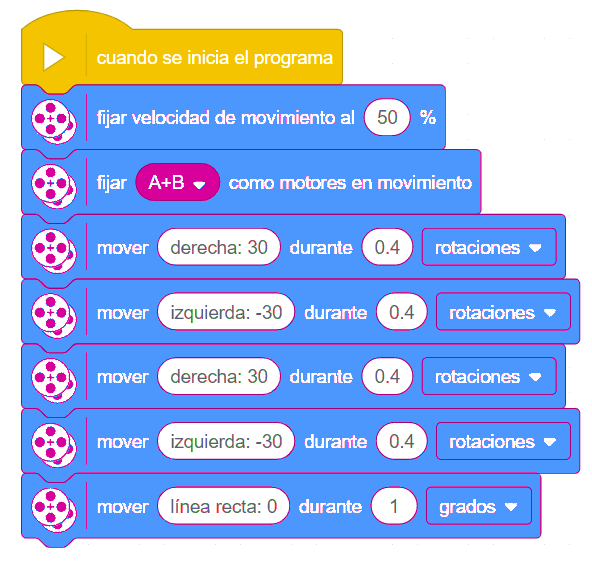 cuando se inicia el programa
fijar velocidad de movimiento al 50 %
fijar A+B como motores en movimiento
mover derecha: 30 durante 0.4 rotaciones
mover izquierda: -30 durante 0.4 rotaciones
mover derecha: 30 durante 0.4 rotaciones
mover izquierda: -30 durante 0.4 rotaciones
mover línea recta: 0 durante 1 grados